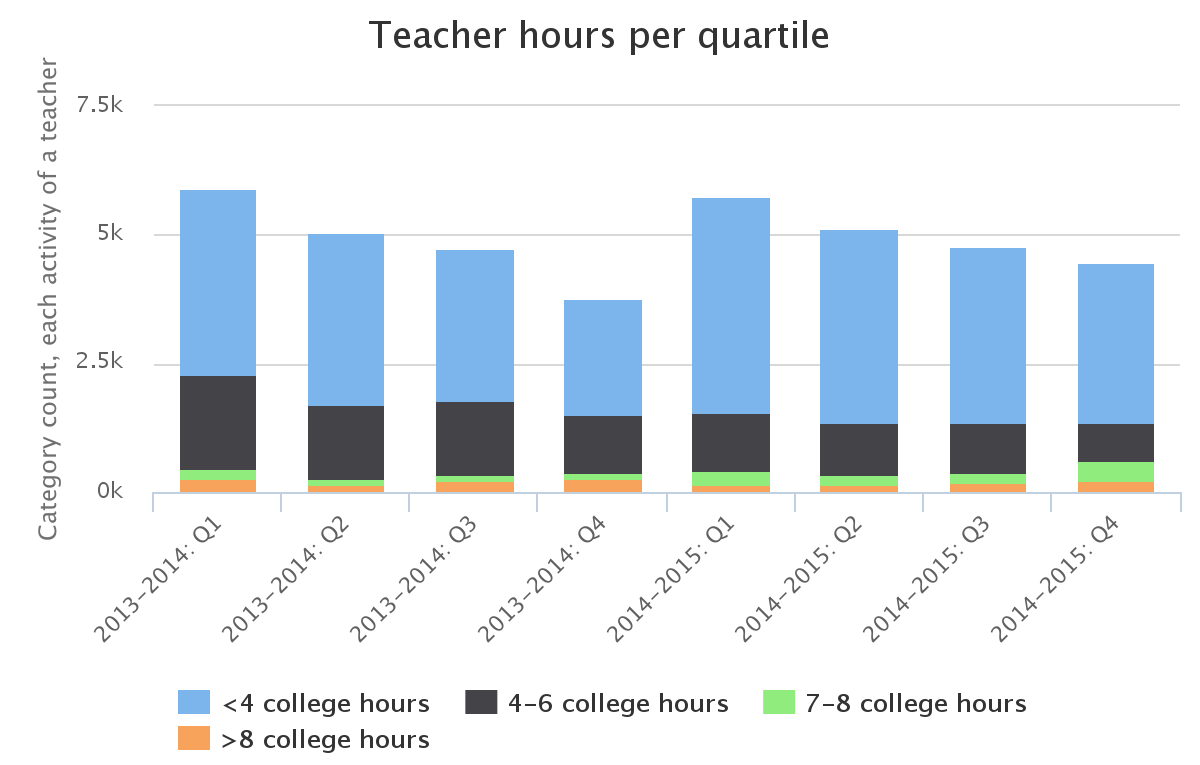 Teacher hours per quartile
Category count, each activity of a teacher
7.5k
5k
2.5k
0k
2013-2014: Q1
2013-2014: Q2
2013-2014: Q3
2013-2014: Q4
2014-2015: Q1
2014-2015: Q2
2014-2015: Q3
2014-2015: Q4
<4 college hours 4-6 college hours 7-8 college hours
>8 college hours